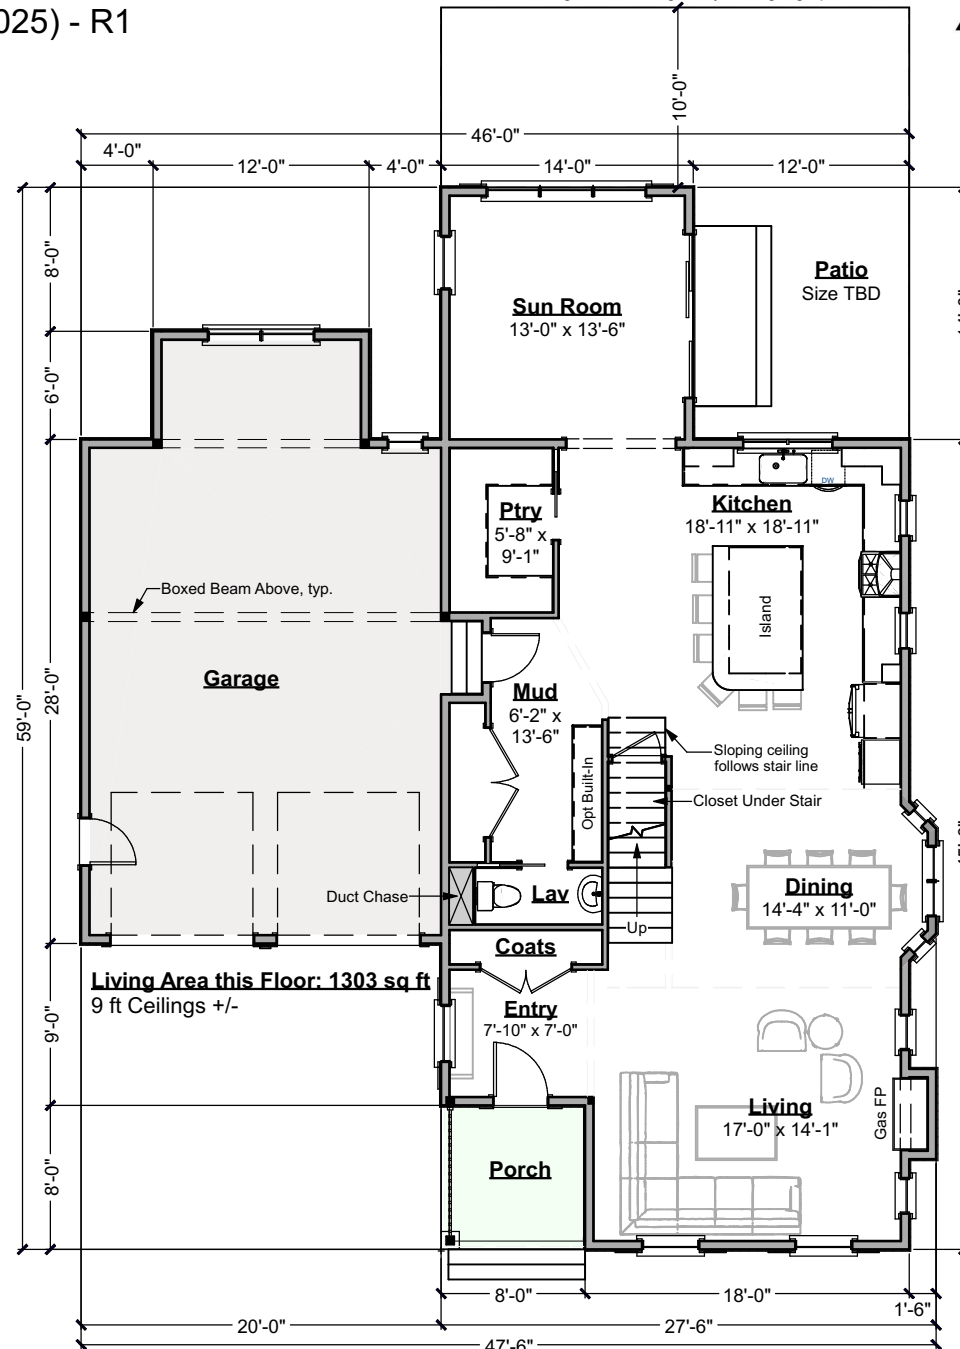 025) - R1
10'-0"
46'-0"
4'-0"
12'-0"
4'-0"
14'-0"
12'-0"
8'-0"
Patio
Size TBD
Sun Room
13'-0" x 13'-6"
6'-0"
DW
Kitchen
18'-11" x 18'-11"
Ptry
5'-8" x
9'-1"
Boxed Beam Above, typ.
Island
Garage
59'-0"
28'-0"
Mud
6'-2" x
13'-6"
Sloping ceiling
follows stair line
Opt Built-In
Closet Under Stair
Duct Chase
Lav
Dining
14'-4" x 11'-0"
Up
Coats
Living Area this Floor: 1303 sq ft
9 ft Ceilings +/-
Entry
7'-10" x 7'-0"
9'-0"
Gas FP
Living
17'-0" x 14'-1"
Porch
8'-0"
8'-0"
18'-0"
1'-6"
20'-0"
27'-6"
47'-6"